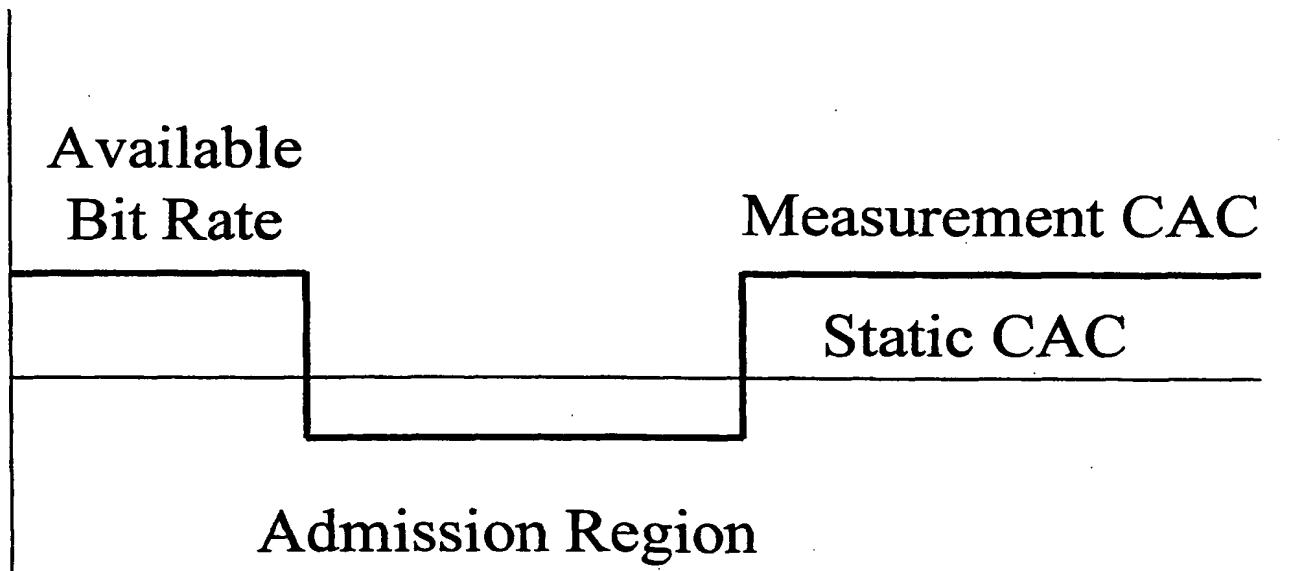 Available
Bit Rate
Measurement CAC
Static CAC
Admission Region